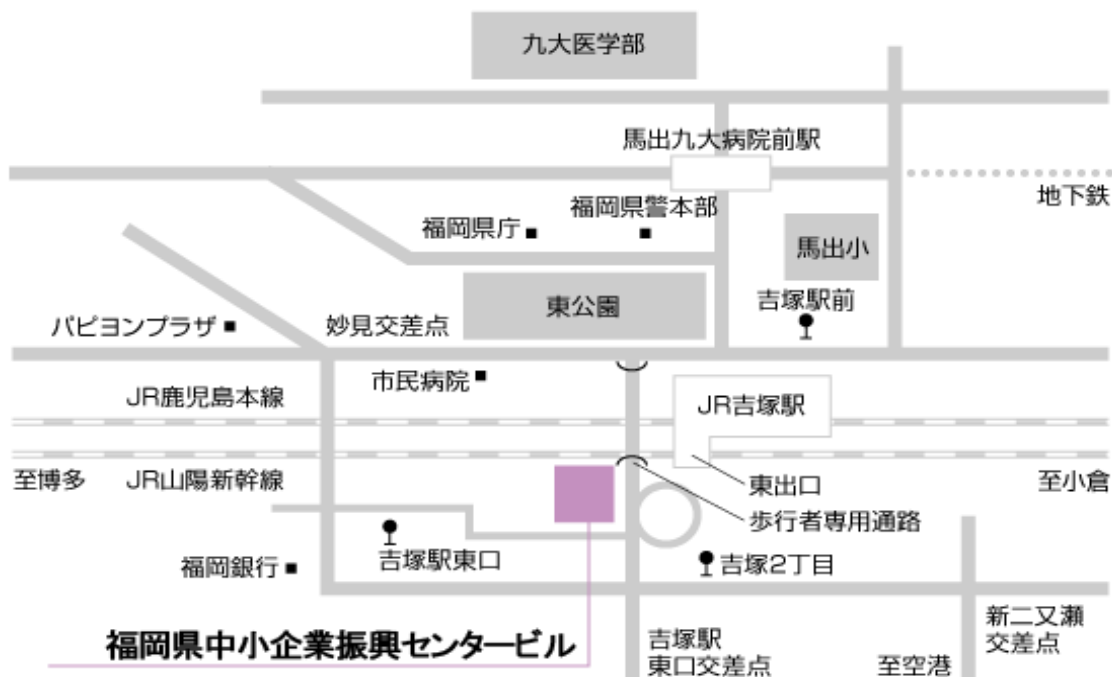 九大医学部
馬出九大病院前駅
地下鉄
福岡県警本部
福岡県庁
馬出小
東公園
吉塚駅前
パピヨンプラザ
妙見交差点
市民病院
JR鹿児島本線
JR吉塚駅
至博多
JR山陽新幹線
東出口
至小倉
歩行者専用通路
吉塚駅東口
吉塚2丁目
福岡銀行
福岡県中小企業振興センタービル
吉塚駅
東口交差点
至空港
新二又瀬
交差点